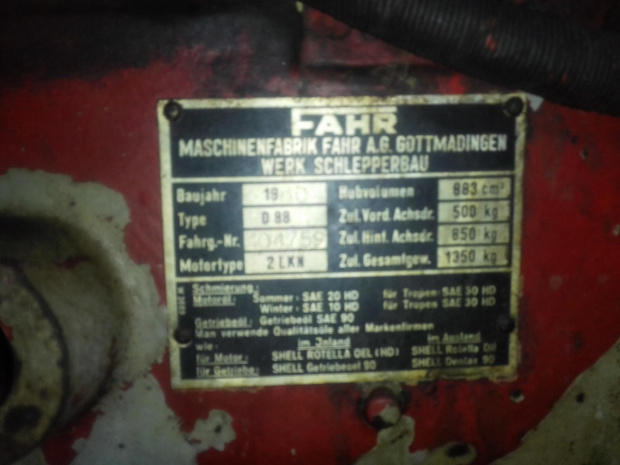 FAHR
MASCHINENFABRIK FAHR A.G. GOTTMADINGEN
WERK SCHLEPPERBAU
Baujahr 19 Hubvolumen 883 cm³
Type D 88 Zul. Vord. Achsdr. 500 kg
Fahrg.-Nr. Zul. Hint. Achsdr. 850 kg
Motortype 2 LKN Zul. Gesamtgew. 1350 kg
Schmierung:
Motoröl: Sommer: SAE 20 HD für Tropen: SAE 50 HD
Winter: SAE 10 HD für Tropen: SAE 30 HD
Getriebeöl: Getriebeöl SAE 90
Man verwende Qualitätsöle aller Markenfirmen
wie: im Inland im Ausland
für Motor: SHELL ROTELLA OEL (HD) SHELL Rotella Oil
für Getriebe: SHELL Getriebeoel 90 SHELL Dentax 90